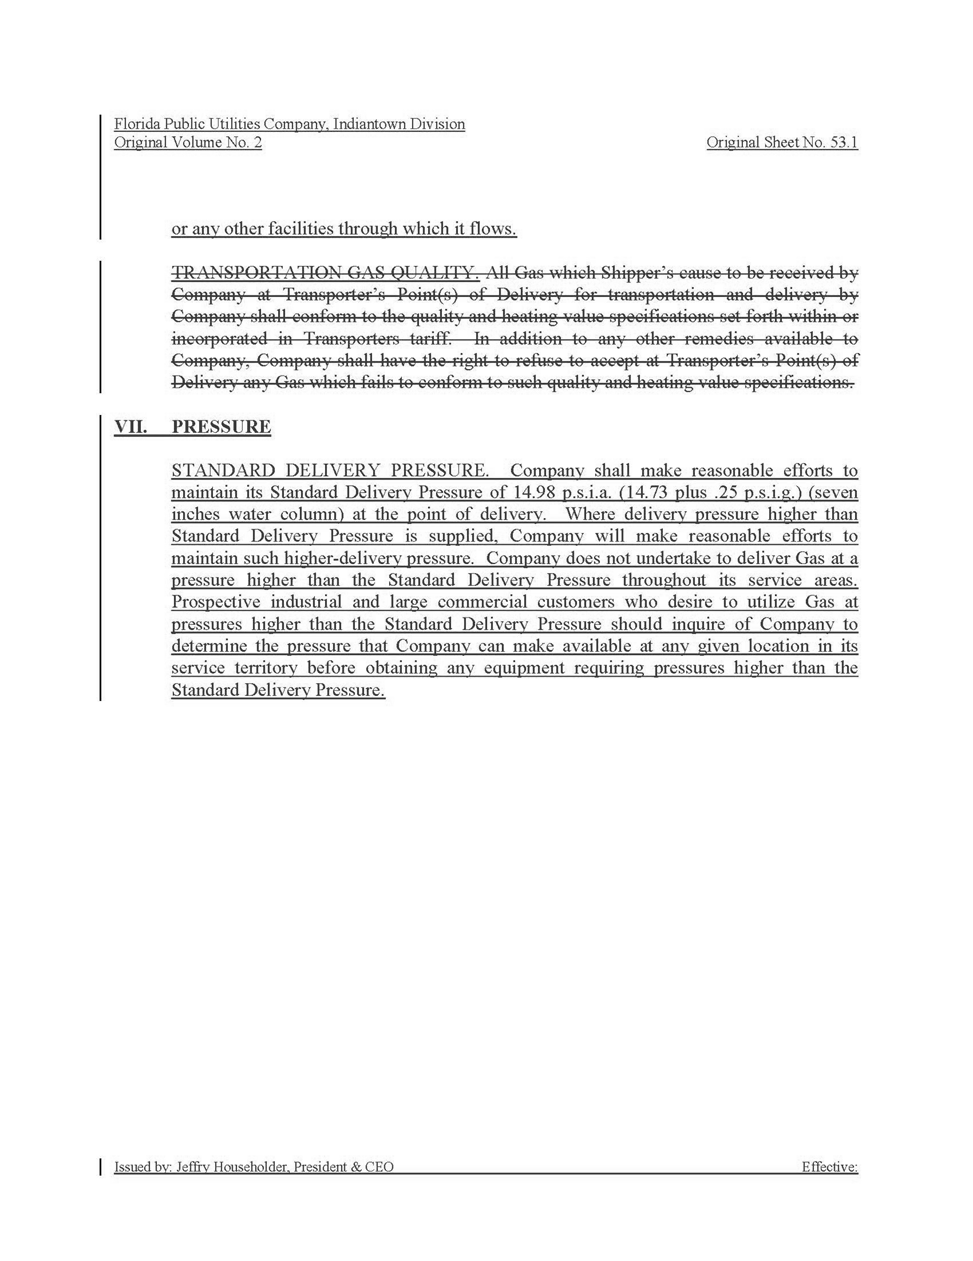 Florida Public Utilities Company, Indiantown Division
Original Volume No. 2 Original Sheet No. 53.1
or any other facilities through which it flows.
TRANSPORTATION GAS QUALITY. All Gas which Shipper's cause to be received by
Company at Transporter's Point(s) of Delivery for transportation and delivery by
Company shall conform to the quality and heating value specifications set forth within or
incorporated in Transporters tariff. In addition to any other remedies available to
Company, Company shall have the right to refuse to accept at Transporter's Point(s) of
Delivery any Gas which fails to conform to such quality and heating value specifications.
VII. PRESSURE
STANDARD DELIVERY PRESSURE. Company shall make reasonable efforts to
maintain its Standard Delivery Pressure of 14.98 p.s.i.a. (14.73 plus .25 p.s.i.g.) (seven
inches water column) at the point of delivery. Where delivery pressure higher than
Standard Delivery Pressure is supplied, Company will make reasonable efforts to
maintain such higher-delivery pressure. Company does not undertake to deliver Gas at a
pressure higher than the Standard Delivery Pressure throughout its service areas.
Prospective industrial and large commercial customers who desire to utilize Gas at
pressures higher than the Standard Delivery Pressure should inquire of Company to
determine the pressure that Company can make available at any given location in its
service territory before obtaining any equipment requiring pressures higher than the
Standard Delivery Pressure.
Issued by: Jeffry Householder, President & CEO Effective: